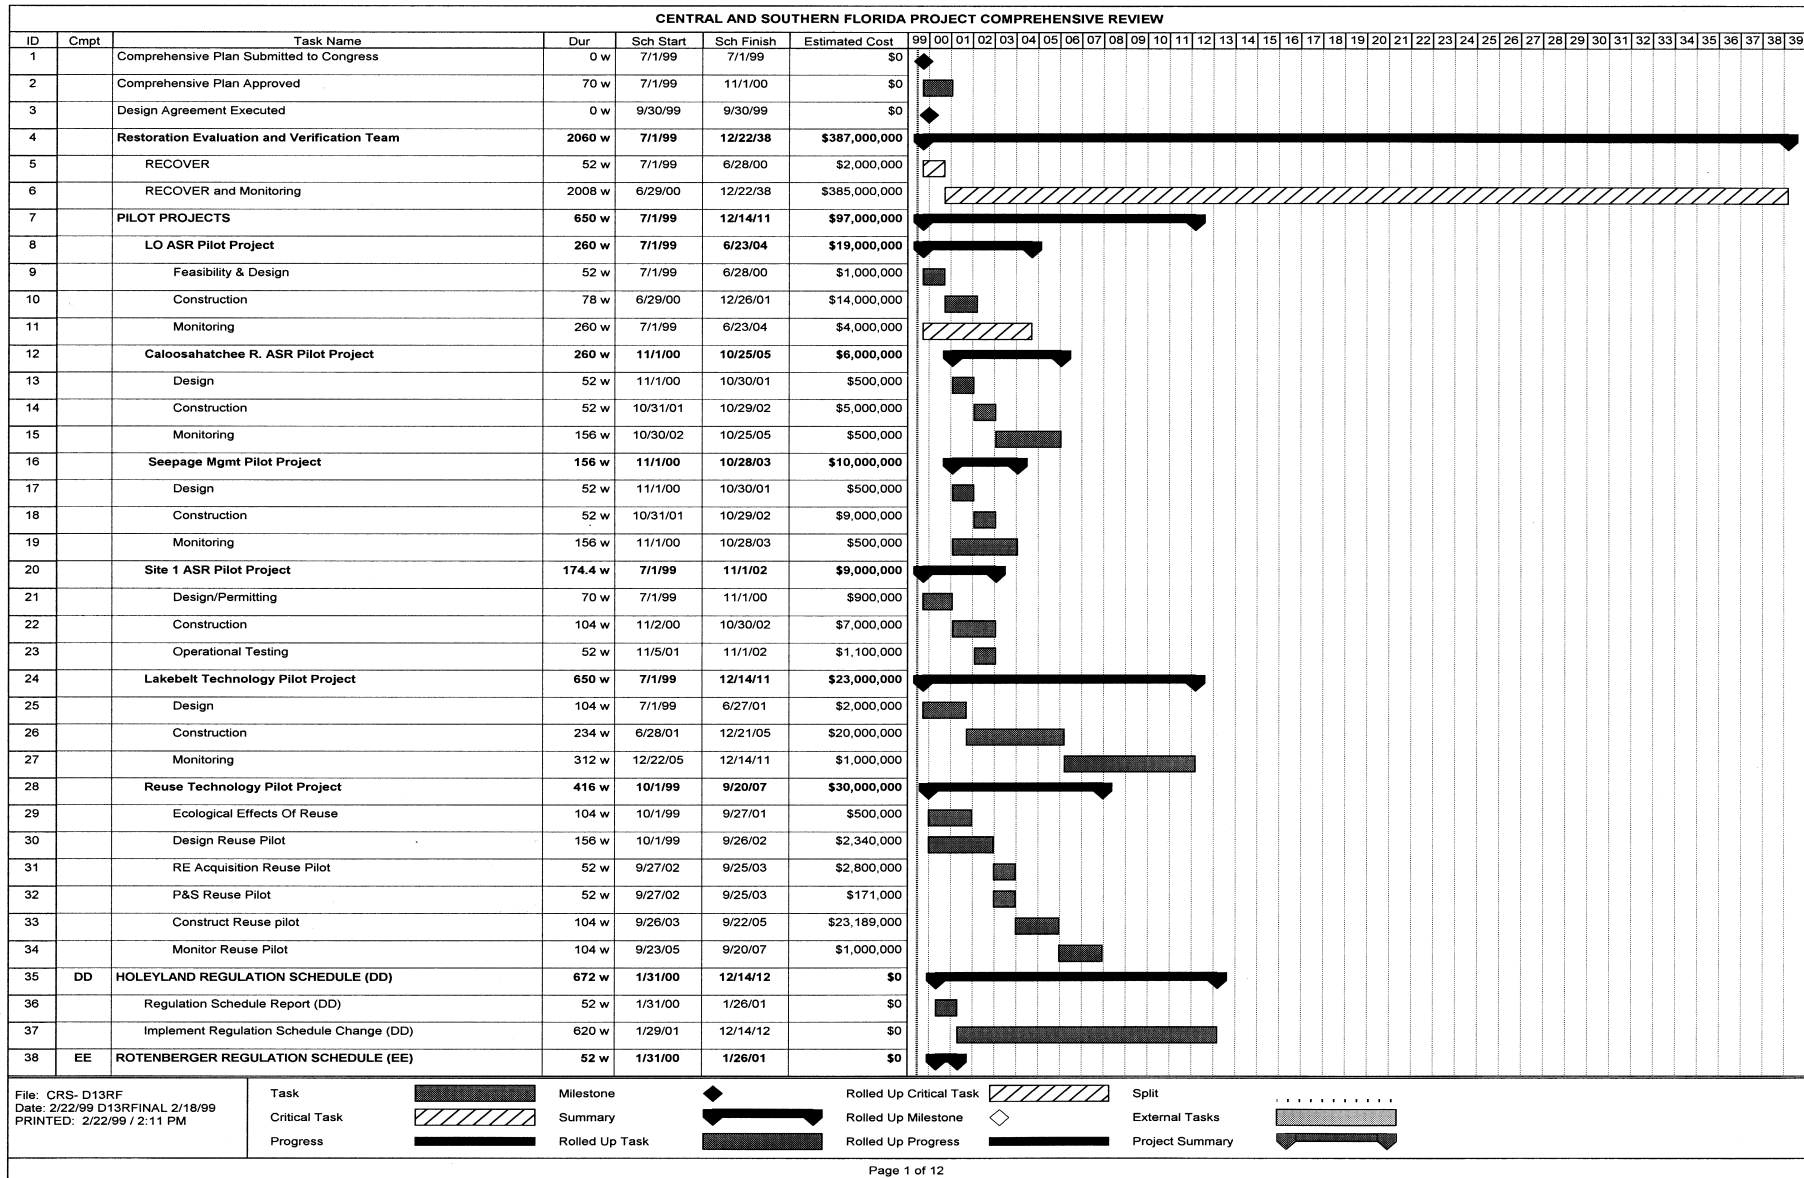 CENTRAL AND SOUTHERN FLORIDA PROJECT COMPREHENSIVE REVIEW
ID Cmpt Task Name Dur Sch Start Sch Finish Estimated Cost 99 00 01 02 03 04 05 06 07 08 09 10 11 12 13 14 15 16 17 18 19 20 21 22 23 24 25 26 27 28 29 30 31 32 33 34 35 36 37 38 39
1 Comprehensive Plan Submitted to Congress 0 w 7/1/99 7/1/99 $0
2 Comprehensive Plan Approved 70 w 7/1/99 11/1/00 $0
3 Design Agreement Executed 0 w 9/30/99 9/30/99 $0
4 Restoration Evaluation and Verification Team 2060 w 7/1/99 12/22/38 $387,000,000
5 RECOVER 52 w 7/1/99 6/28/00 $2,000,000
6 RECOVER and Monitoring 2008 w 6/29/00 12/22/38 $385,000,000
7 PILOT PROJECTS 650 w 7/1/99 12/14/11 $97,000,000
8 LO ASR Pilot Project 260 w 7/1/99 6/23/04 $19,000,000
9 Feasibility & Design 52 w 7/1/99 6/28/00 $1,000,000
10 Construction 78 w 6/29/00 12/26/01 $14,000,000
11 Monitoring 260 w 7/1/99 6/23/04 $4,000,000
12 Caloosahatchee R. ASR Pilot Project 260 w 11/1/00 10/25/05 $6,000,000
13 Design 52 w 11/1/00 10/30/01 $500,000
14 Construction 52 w 10/31/01 10/29/02 $5,000,000
15 Monitoring 156 w 10/30/02 10/25/05 $500,000
16 Seepage Mgmt Pilot Project 156 w 11/1/00 10/28/03 $10,000,000
17 Design 52 w 11/1/00 10/30/01 $500,000
18 Construction 52 w 10/31/01 10/29/02 $9,000,000
19 Monitoring 156 w 11/1/00 10/28/03 $500,000
20 Site 1 ASR Pilot Project 174.4 w 7/1/99 11/1/02 $9,000,000
21 Design/Permitting 70 w 7/1/99 11/1/00 $900,000
22 Construction 104 w 11/2/00 10/30/02 $7,000,000
23 Operational Testing 52 w 11/5/01 11/1/02 $1,100,000
24 Lakebelt Technology Pilot Project 650 w 7/1/99 12/14/11 $23,000,000
25 Design 104 w 7/1/99 6/27/01 $2,000,000
26 Construction 234 w 6/28/01 12/21/05 $20,000,000
27 Monitoring 312 w 12/22/05 12/14/11 $1,000,000
28 Reuse Technology Pilot Project 416 w 10/1/99 9/20/07 $30,000,000
29 Ecological Effects Of Reuse 104 w 10/1/99 9/27/01 $500,000
30 Design Reuse Pilot 156 w 10/1/99 9/26/02 $2,340,000
31 RE Acquisition Reuse Pilot 52 w 9/27/02 9/25/03 $2,800,000
32 P&S Reuse Pilot 52 w 9/27/02 9/25/03 $171,000
33 Construct Reuse pilot 104 w 9/26/03 9/22/05 $23,189,000
34 Monitor Reuse Pilot 104 w 9/23/05 9/20/07 $1,000,000
35 DD HOLEYLAND REGULATION SCHEDULE (DD) 672 w 1/31/00 12/14/12 $0
36 Regulation Schedule Report (DD) 52 w 1/31/00 1/26/01 $0
37 Implement Regulation Schedule Change (DD) 620 w 1/29/01 12/14/12 $0
38 EE ROTENBERGER REGULATION SCHEDULE (EE) 52 w 1/31/00 1/26/01 $0
File: CRS- D13RF
Date: 2/22/99 D13RFINAL 2/18/99
PRINTED: 2/22/99 / 2:11 PM
Task Milestone Rolled Up Critical Task Split
Critical Task Summary Rolled Up Milestone External Tasks
Progress Rolled Up Task Rolled Up Progress Project Summary
Page 1 of 12